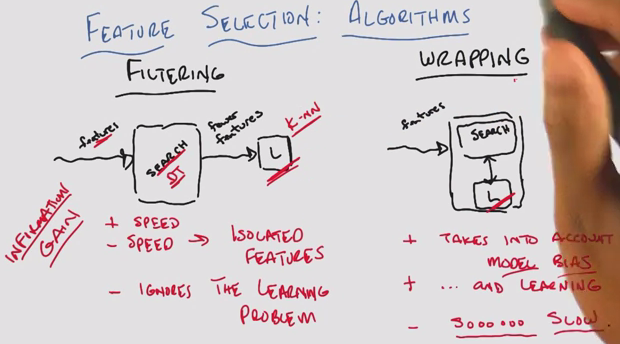 FEATURE SELECTION: ALGORITHMS
FILTERING
features
SEARCH
DT
fewer
features
L
K-NN
INFORMATION
GAIN
+ SPEED
- SPEED → ISOLATED
FEATURES
- IGNORES THE LEARNING
PROBLEM
WRAPPING
features
SEARCH
L
+ TAKES INTO ACCOUNT
MODEL BIAS
+ ... AND LEARNING
- SOOOOOOO SLOW.